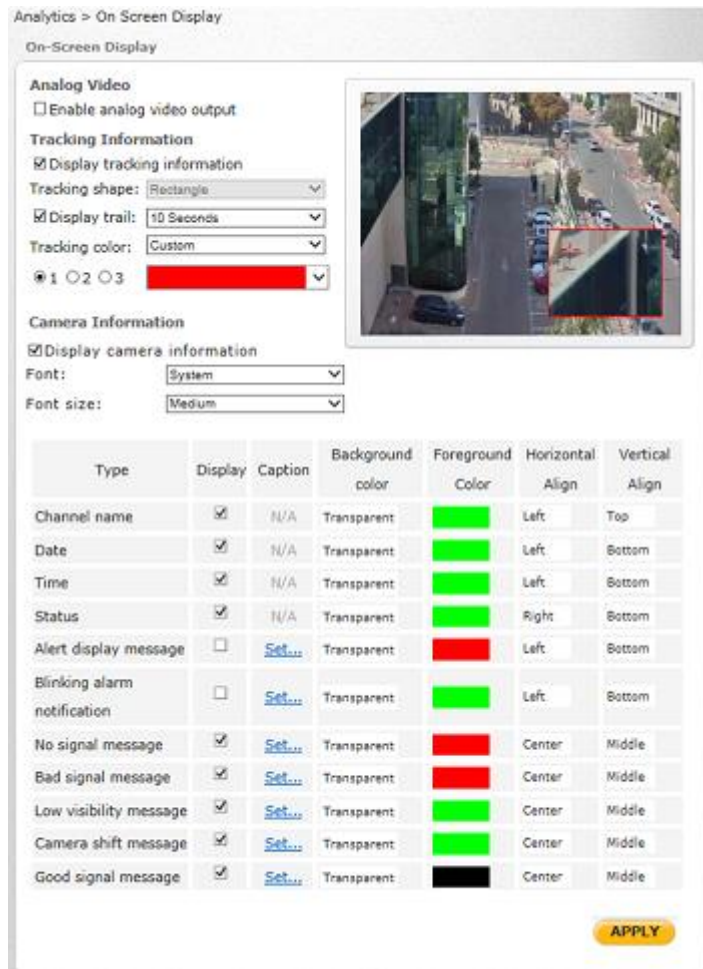 Analytics > On Screen Display
On-Screen Display
Analog Video
Enable analog video output
Tracking Information
Display tracking information
Tracking shape: Rectangle
Display trail: 10 Seconds
Tracking color: Custom
1 2 3
Camera Information
Display camera information
Font: System
Font size: Medium
Type Display Caption Background color Foreground Color Horizontal Align Vertical Align
Channel name N/A Transparent Left Top
Date N/A Transparent Left Bottom
Time N/A Transparent Left Bottom
Status N/A Transparent Right Bottom
Alert display message Set... Transparent Left Bottom
Blinking alarm notification Set... Transparent Left Bottom
No signal message Set... Transparent Center Middle
Bad signal message Set... Transparent Center Middle
Low visibility message Set... Transparent Center Middle
Camera shift message Set... Transparent Center Middle
Good signal message Set... Transparent Center Middle
APPLY